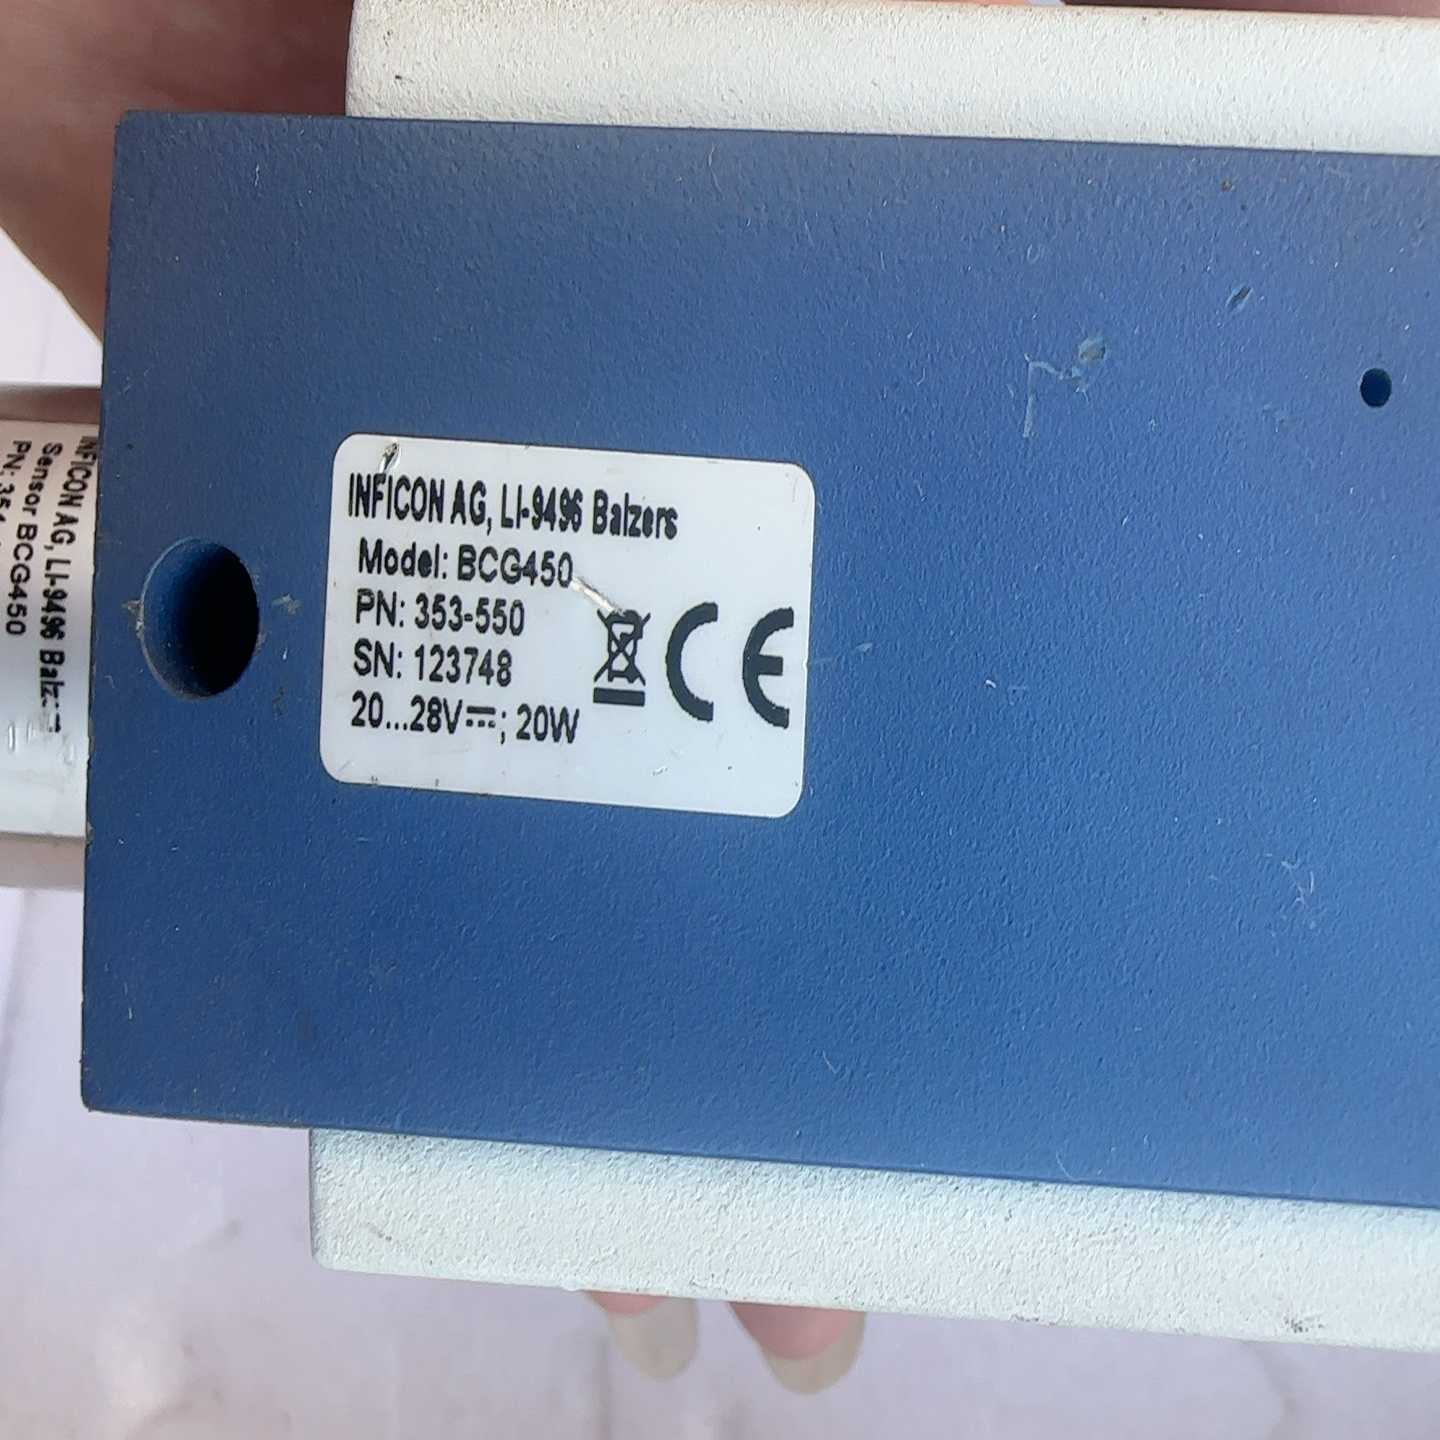 INFICON AG, LI-9496 Balzers
Model: BCG450
PN: 353-550
SN: 123748
20...28V⎓; 20W
CE
INFICON AG, LI-9496
Sensor BCG450
PN: